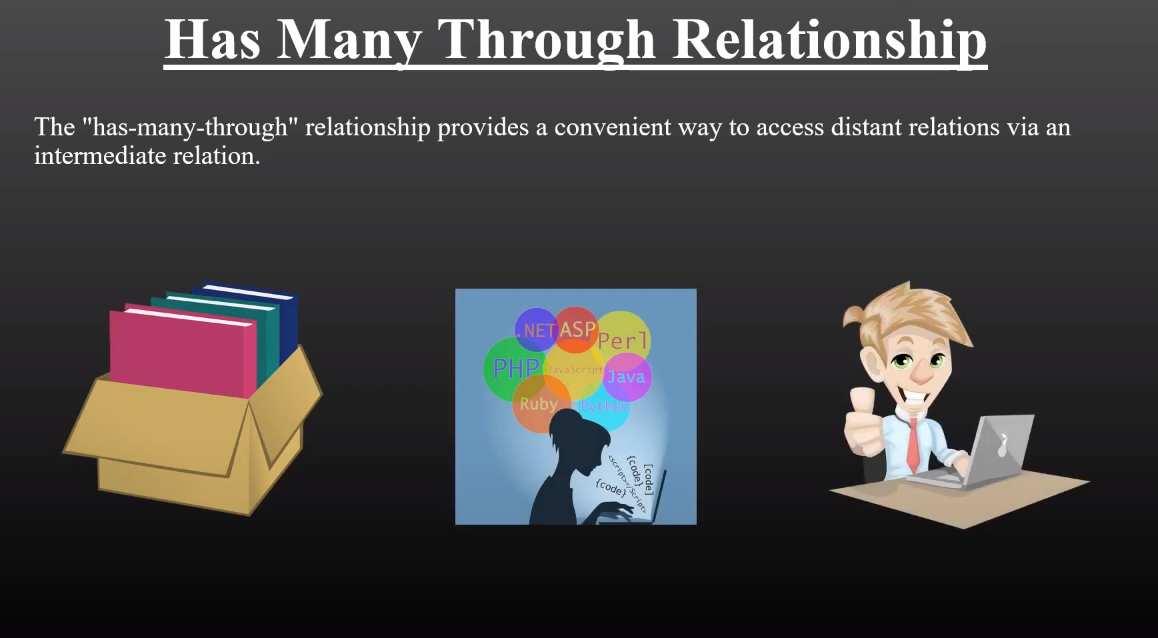 Has Many Through Relationship
The "has-many-through" relationship provides a convenient way to access distant relations via an
intermediate relation.
.NET
ASP
Perl
PHP
JavaScript
Java
Ruby
Python
{code}
<script></Script>
{code}
[code]